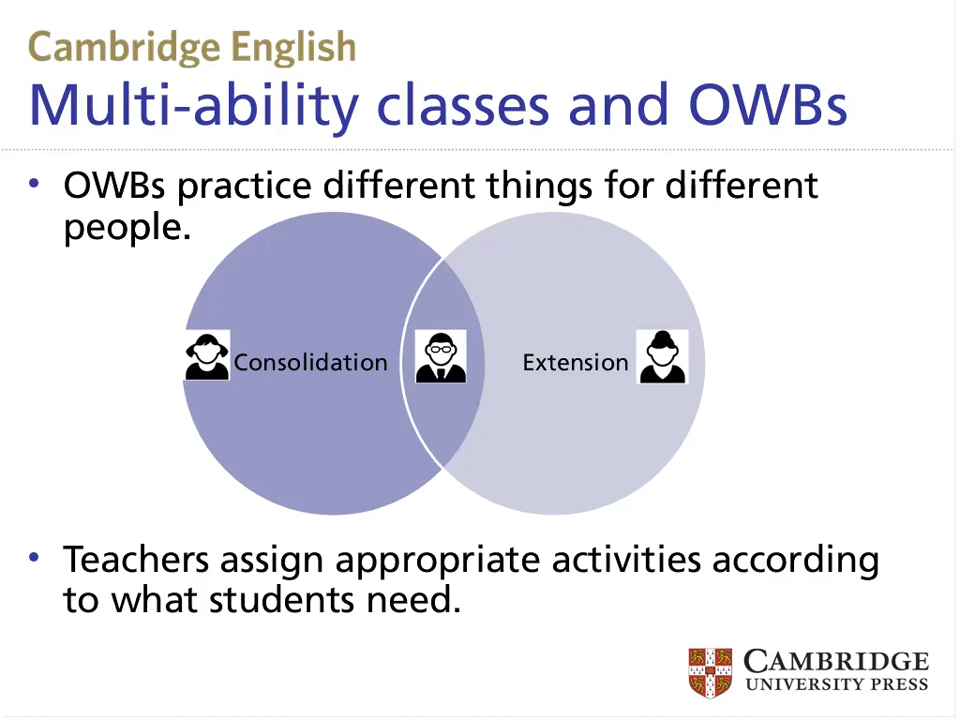 Cambridge English
Multi-ability classes and OWBs
• OWBs practice different things for different
people.
Consolidation
Extension
• Teachers assign appropriate activities according
to what students need.
CAMBRIDGE
UNIVERSITY PRESS